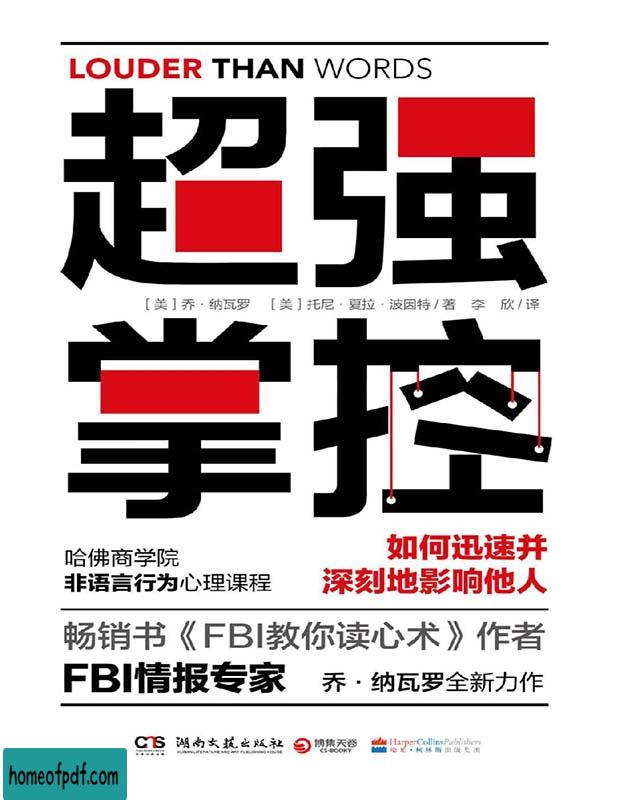 LOUDER THAN WORDS
超强
[美]乔·纳瓦罗 [美]托尼·夏拉·波因特/著 李 欣/译
掌控
哈佛商学院
非语言行为心理课程
如何迅速并
深刻地影响他人
畅销书《FBI教你读心术》作者
FBI情报专家 乔·纳瓦罗全新力作
湖南文艺出版社
HUNAN LITERATURE AND ART PUBLISHING HOUSE
博集天卷
CS-BOOKY
HarperCollinsPublishers
哈珀·柯林斯出版集团
homeofpdf.com